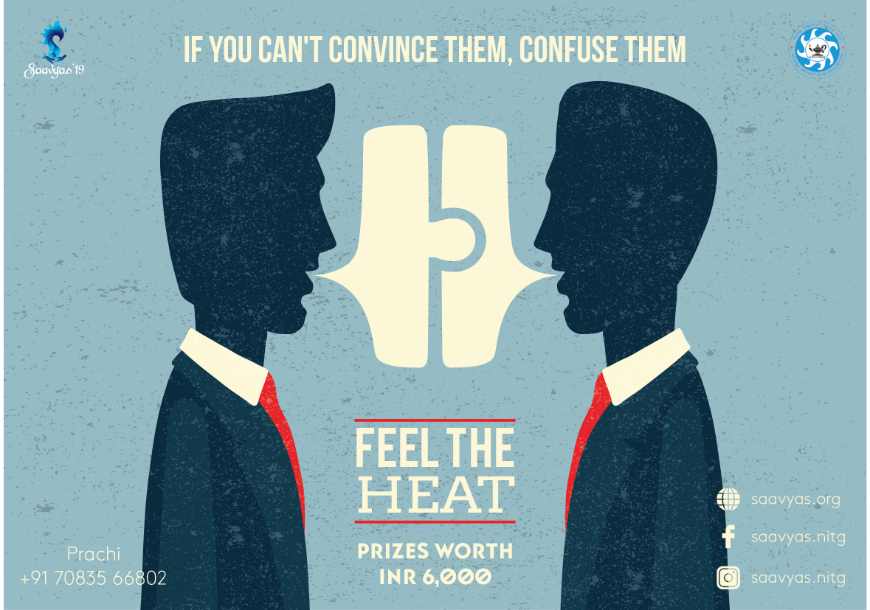 Saavyas'19
IF YOU CAN'T CONVINCE THEM, CONFUSE THEM
FEEL THE
HEAT
PRIZES WORTH
INR 6,000
Prachi
+91 70835 66802
saavyas.org
saavyas.nitg
saavyas.nitg